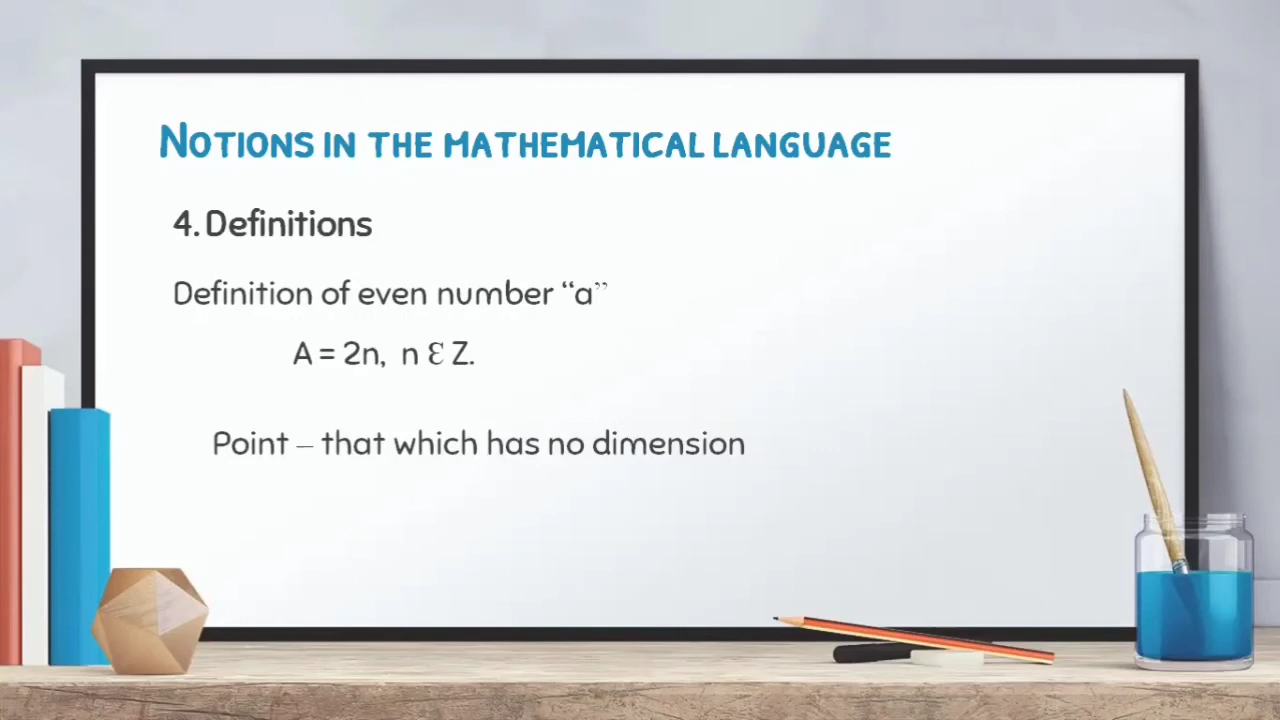 NOTIONS IN THE MATHEMATICAL LANGUAGE
4. Definitions
Definition of even number “a”
A = 2n, n Ɛ Z.
Point – that which has no dimension